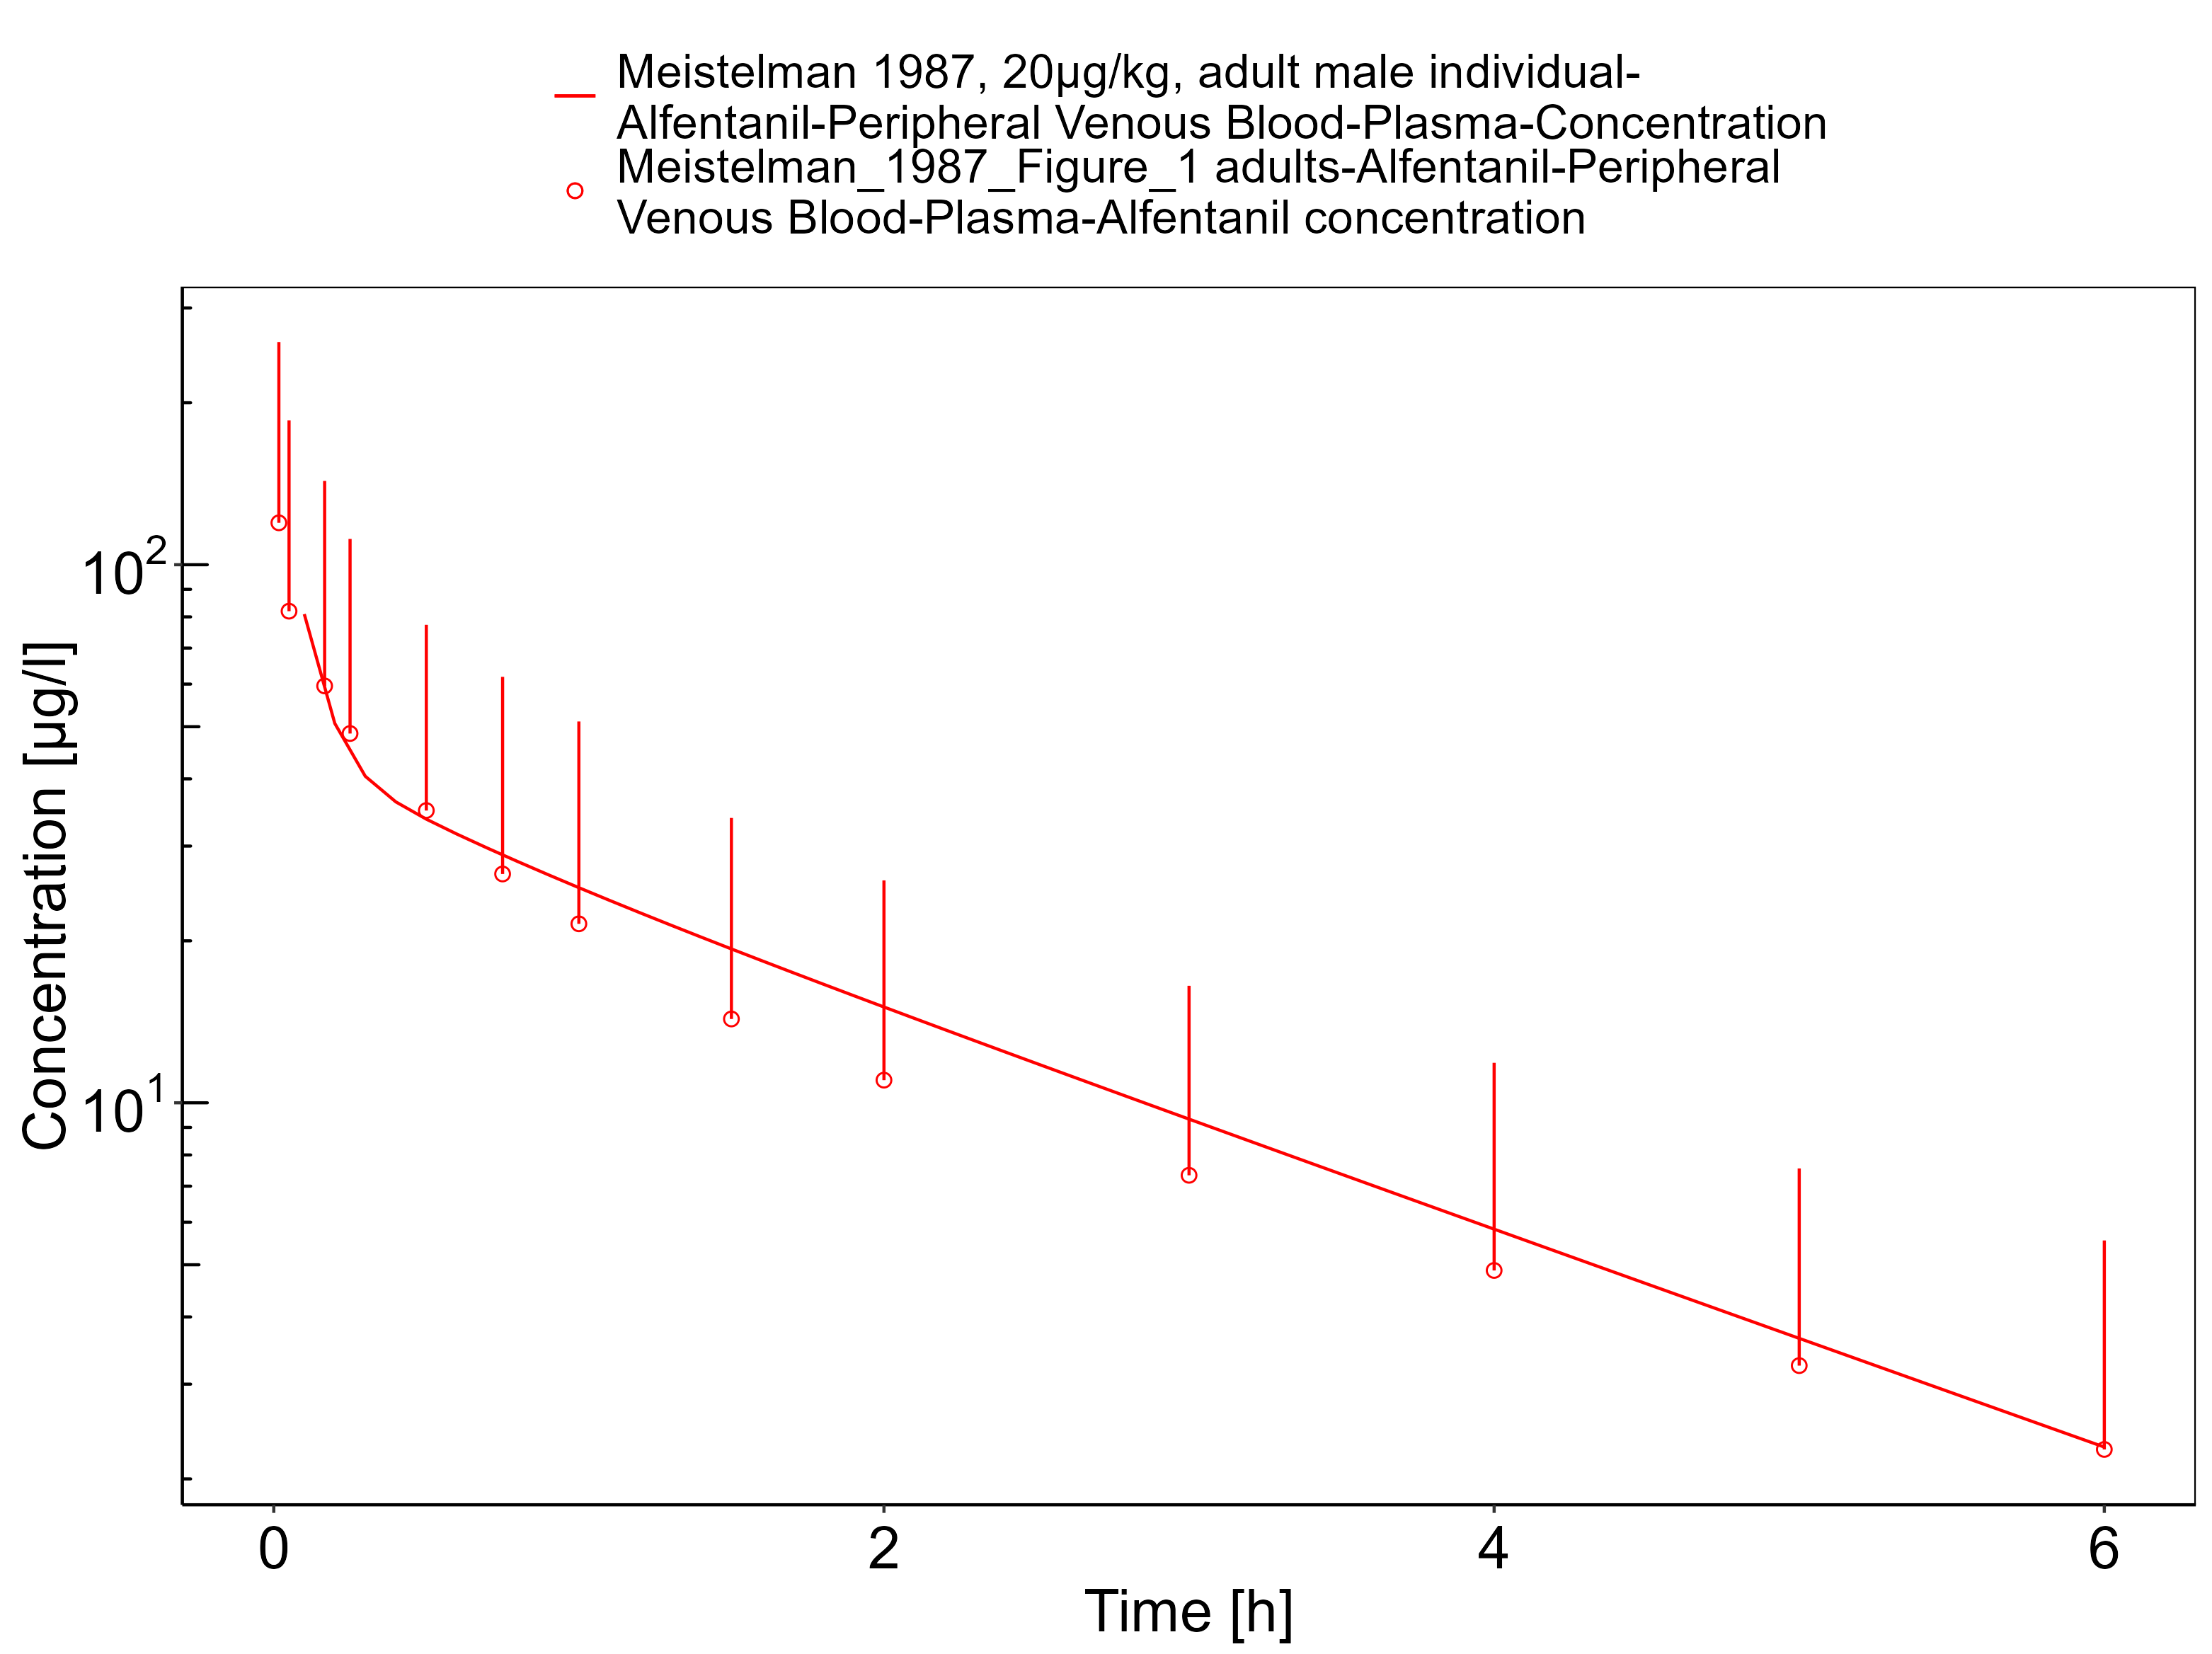 Meistelman 1987, 20µg/kg, adult male individual-
Alfentanil-Peripheral Venous Blood-Plasma-Concentration
Meistelman_1987_Figure_1 adults-Alfentanil-Peripheral
Venous Blood-Plasma-Alfentanil concentration
Concentration [µg/l]
10²
10¹
0 2 4 6
Time [h]